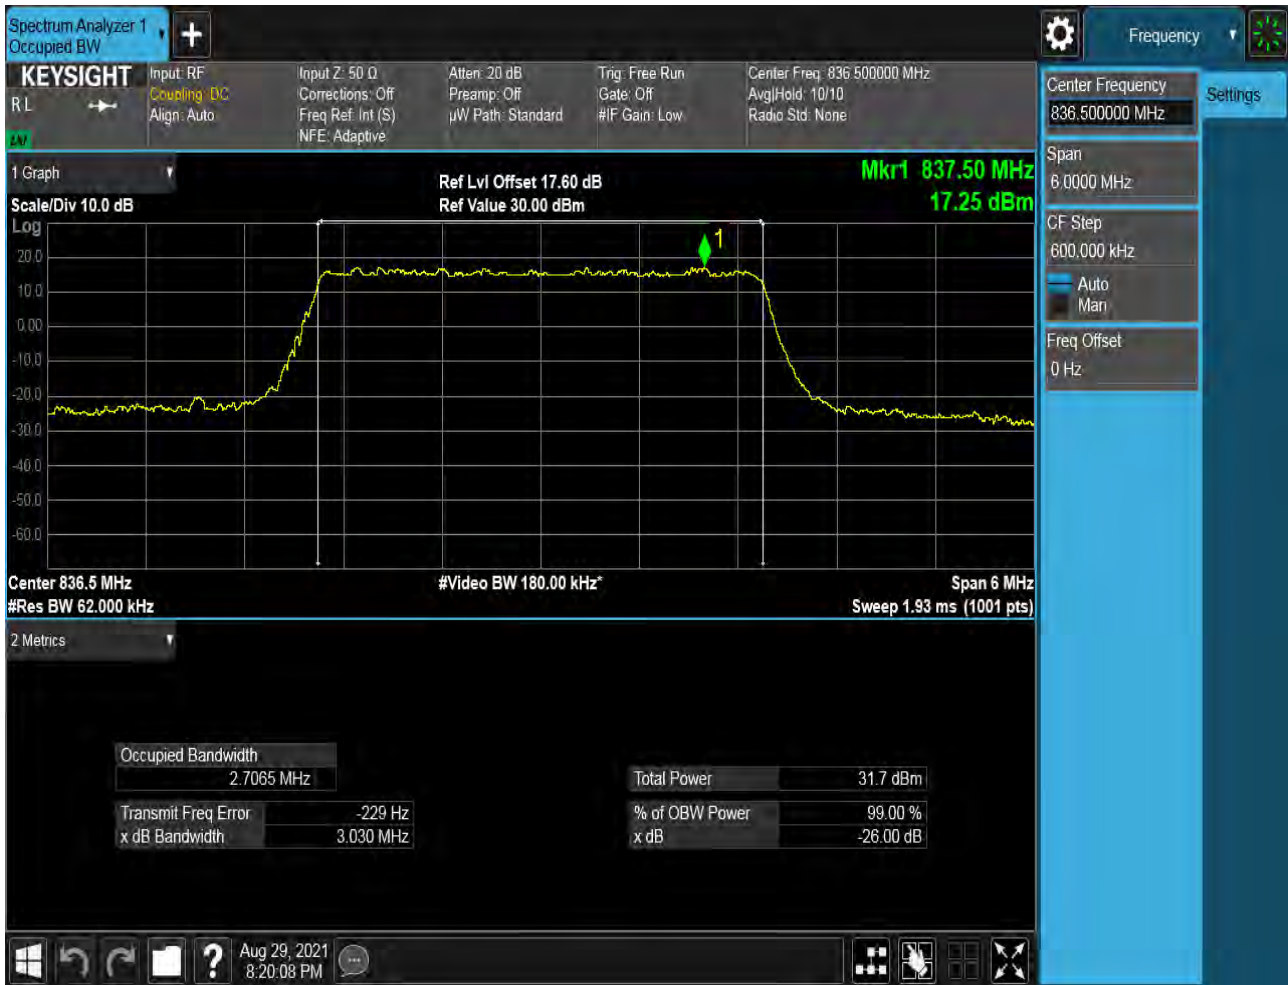 Spectrum Analyzer 1
Occupied BW
Frequency
KEYSIGHT
R L
Input: RF
Coupling: DC
Align: Auto
Input Z: 50 Ω
Corrections: Off
Freq Ref: Int (S)
NFE: Adaptive
Atten: 20 dB
Preamp: Off
µW Path: Standard
Trig: Free Run
Gate: Off
#IF Gain: Low
Center Freq: 836.500000 MHz
Avg|Hold: 10/10
Radio Std: None
Center Frequency
836.500000 MHz
Settings
Span
6.0000 MHz
CF Step
600.000 kHz
Auto
Man
Freq Offset
0 Hz
1 Graph
Scale/Div 10.0 dB
Ref Lvl Offset 17.60 dB
Ref Value 30.00 dBm
Mkr1 837.50 MHz
17.25 dBm
Log
1
20.0
10.0
0.00
-10.0
-20.0
-30.0
-40.0
-50.0
-60.0
Center 836.5 MHz
#Video BW 180.00 kHz*
Span 6 MHz
#Res BW 62.000 kHz
Sweep 1.93 ms (1001 pts)
2 Metrics
Occupied Bandwidth
2.7065 MHz
Total Power 31.7 dBm
Transmit Freq Error -229 Hz
% of OBW Power 99.00 %
x dB Bandwidth 3.030 MHz
x dB -26.00 dB
?
Aug 29, 2021
8:20:08 PM